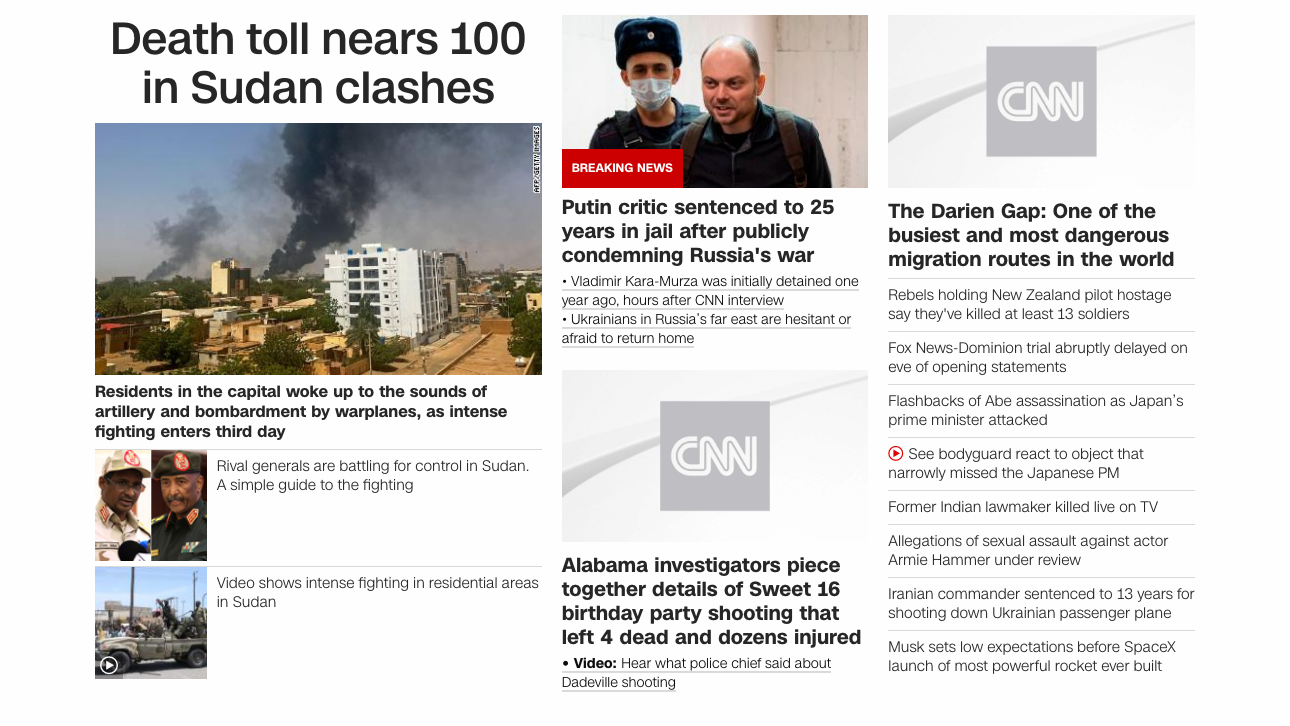 Death toll nears 100
in Sudan clashes
AFP/GETTY IMAGES
Residents in the capital woke up to the sounds of
artillery and bombardment by warplanes, as intense
fighting enters third day
Rival generals are battling for control in Sudan.
A simple guide to the fighting
Video shows intense fighting in residential areas
in Sudan
BREAKING NEWS
Putin critic sentenced to 25
years in jail after publicly
condemning Russia's war
• Vladimir Kara-Murza was initially detained one
year ago, hours after CNN interview
• Ukrainians in Russia's far east are hesitant or
afraid to return home
CNN
Alabama investigators piece
together details of Sweet 16
birthday party shooting that
left 4 dead and dozens injured
• Video: Hear what police chief said about
Dadeville shooting
CNN
The Darien Gap: One of the
busiest and most dangerous
migration routes in the world
Rebels holding New Zealand pilot hostage
say they've killed at least 13 soldiers
Fox News-Dominion trial abruptly delayed on
eve of opening statements
Flashbacks of Abe assassination as Japan's
prime minister attacked
See bodyguard react to object that
narrowly missed the Japanese PM
Former Indian lawmaker killed live on TV
Allegations of sexual assault against actor
Armie Hammer under review
Iranian commander sentenced to 13 years for
shooting down Ukrainian passenger plane
Musk sets low expectations before SpaceX
launch of most powerful rocket ever built